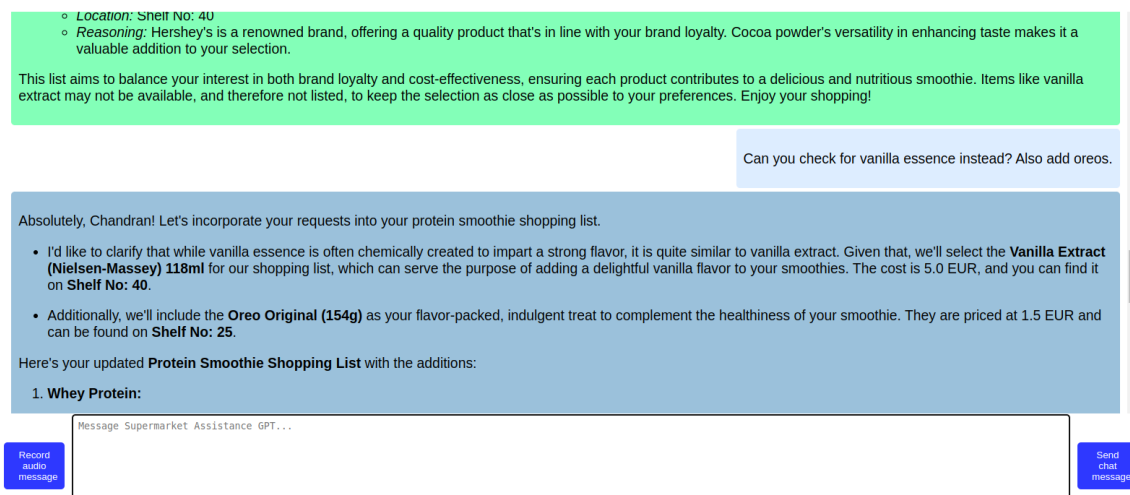 Location: Shelf No: 40
Reasoning: Hershey's is a renowned brand, offering a quality product that's in line with your brand loyalty. Cocoa powder's versatility in enhancing taste makes it a
valuable addition to your selection.
This list aims to balance your interest in both brand loyalty and cost-effectiveness, ensuring each product contributes to a delicious and nutritious smoothie. Items like vanilla
extract may not be available, and therefore not listed, to keep the selection as close as possible to your preferences. Enjoy your shopping!
Can you check for vanilla essence instead? Also add oreos.
Absolutely, Chandran! Let's incorporate your requests into your protein smoothie shopping list.
• I'd like to clarify that while vanilla essence is often chemically created to impart a strong flavor, it is quite similar to vanilla extract. Given that, we'll select the Vanilla Extract
(Nielsen-Massey) 118ml for our shopping list, which can serve the purpose of adding a delightful vanilla flavor to your smoothies. The cost is 5.0 EUR, and you can find it
on Shelf No: 40.
• Additionally, we'll include the Oreo Original (154g) as your flavor-packed, indulgent treat to complement the healthiness of your smoothie. They are priced at 1.5 EUR and
can be found on Shelf No: 25.
Here's your updated Protein Smoothie Shopping List with the additions:
1. Whey Protein:
Message Supermarket Assistance GPT...
Record
audio
message
Send
chat
message